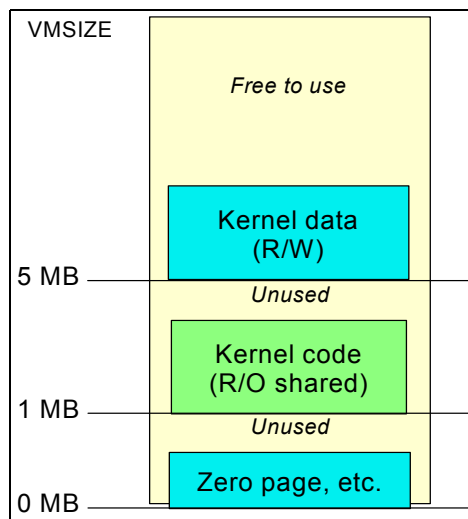 VMSIZE
Free to use
Kernel data
(R/W)
5 MB
Unused
Kernel code
(R/O shared)
1 MB
Unused
Zero page, etc.
0 MB